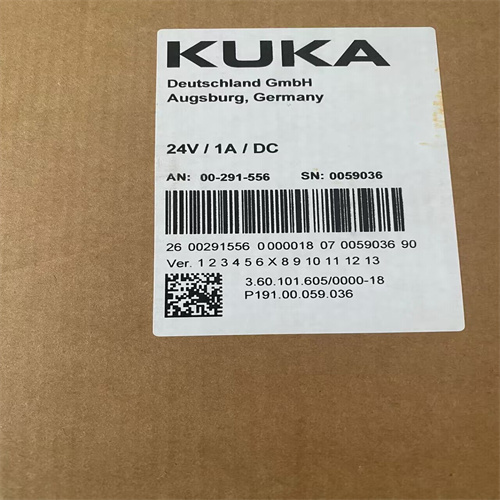 KUKA
Deutschland GmbH
Augsburg, Germany
24V / 1A / DC
AN: 00-291-556 SN: 0059036
26 00291556 0 000018 07 0059036 90
Ver. 1 2 3 4 5 6 X 8 9 10 11 12 13
3.60.101.605/0000-18
P191.00.059.036